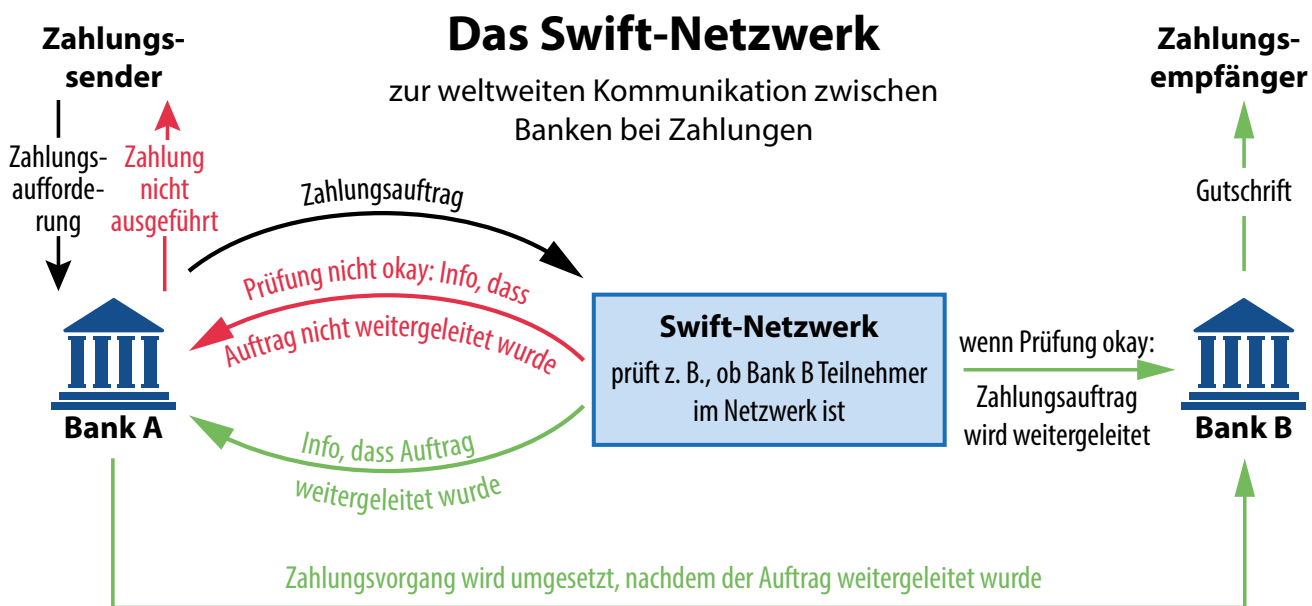 Das Swift-Netzwerk
zur weltweiten Kommunikation zwischen
Banken bei Zahlungen
Zahlungs-
sender
Zahlungs-
aufforde-
rung
Zahlung
nicht
ausgeführt
Bank A
Zahlungsauftrag
Prüfung nicht okay: Info, dass
Auftrag nicht weitergeleitet wurde
Info, dass Auftrag
weitergeleitet wurde
Swift-Netzwerk
prüft z. B., ob Bank B Teilnehmer
im Netzwerk ist
wenn Prüfung okay:
Zahlungsauftrag
wird weitergeleitet
Zahlungs-
empfänger
Gutschrift
Bank B
Zahlungsvorgang wird umgesetzt, nachdem der Auftrag weitergeleitet wurde